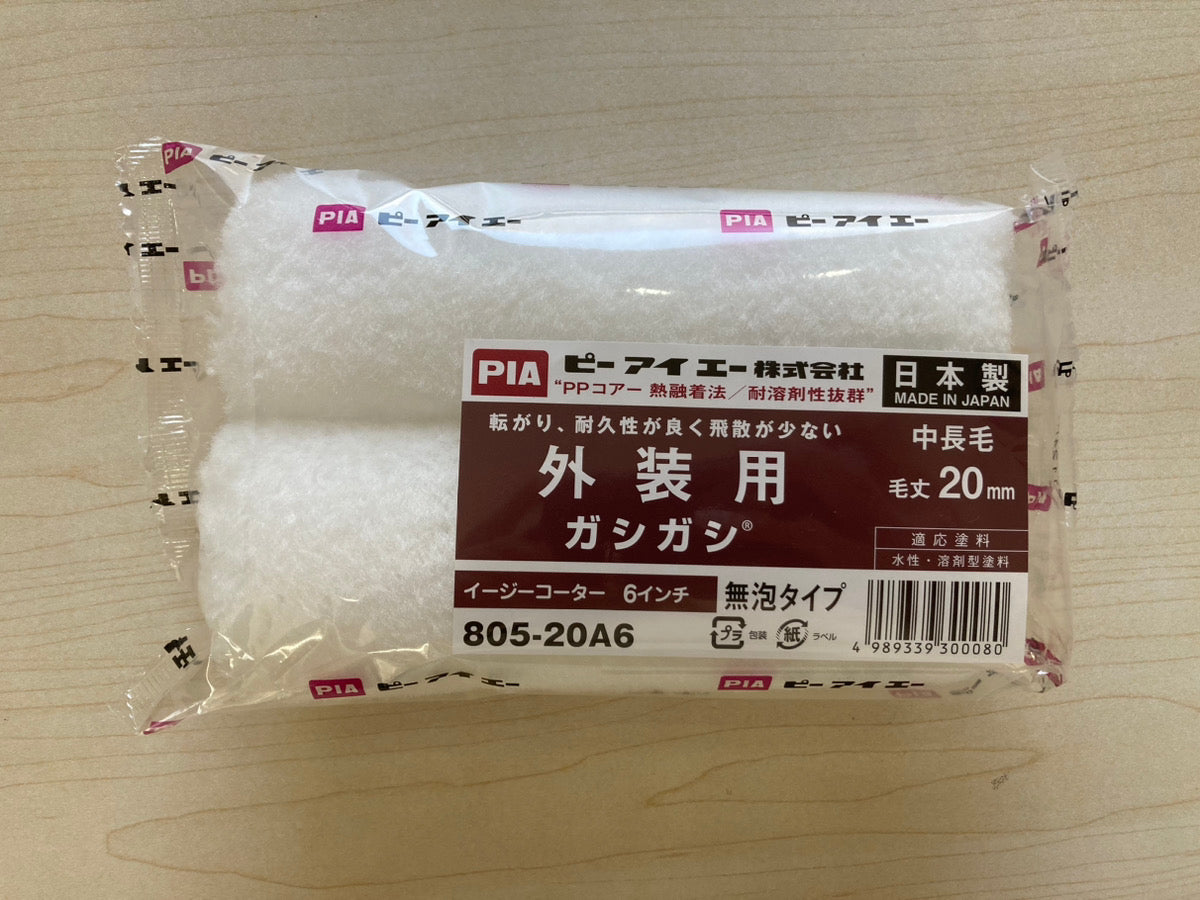 PIA ピーアイエー
PIA ピーアイエー
PIA
PIA ピーアイエー株式会社
"PPコアー 熱融着法／耐溶剤性抜群"
日本製
MADE IN JAPAN
転がり、耐久性が良く飛散が少ない
外装用
ガシガシ®
中長毛
毛丈 20mm
適応塗料
水性・溶剤型塗料
イージーコーター 6インチ
無泡タイプ
805-20A6
プラ 包装 紙 ラベル
4 989339 300080
PIA ピーアイエー
PIA ピーアイエー